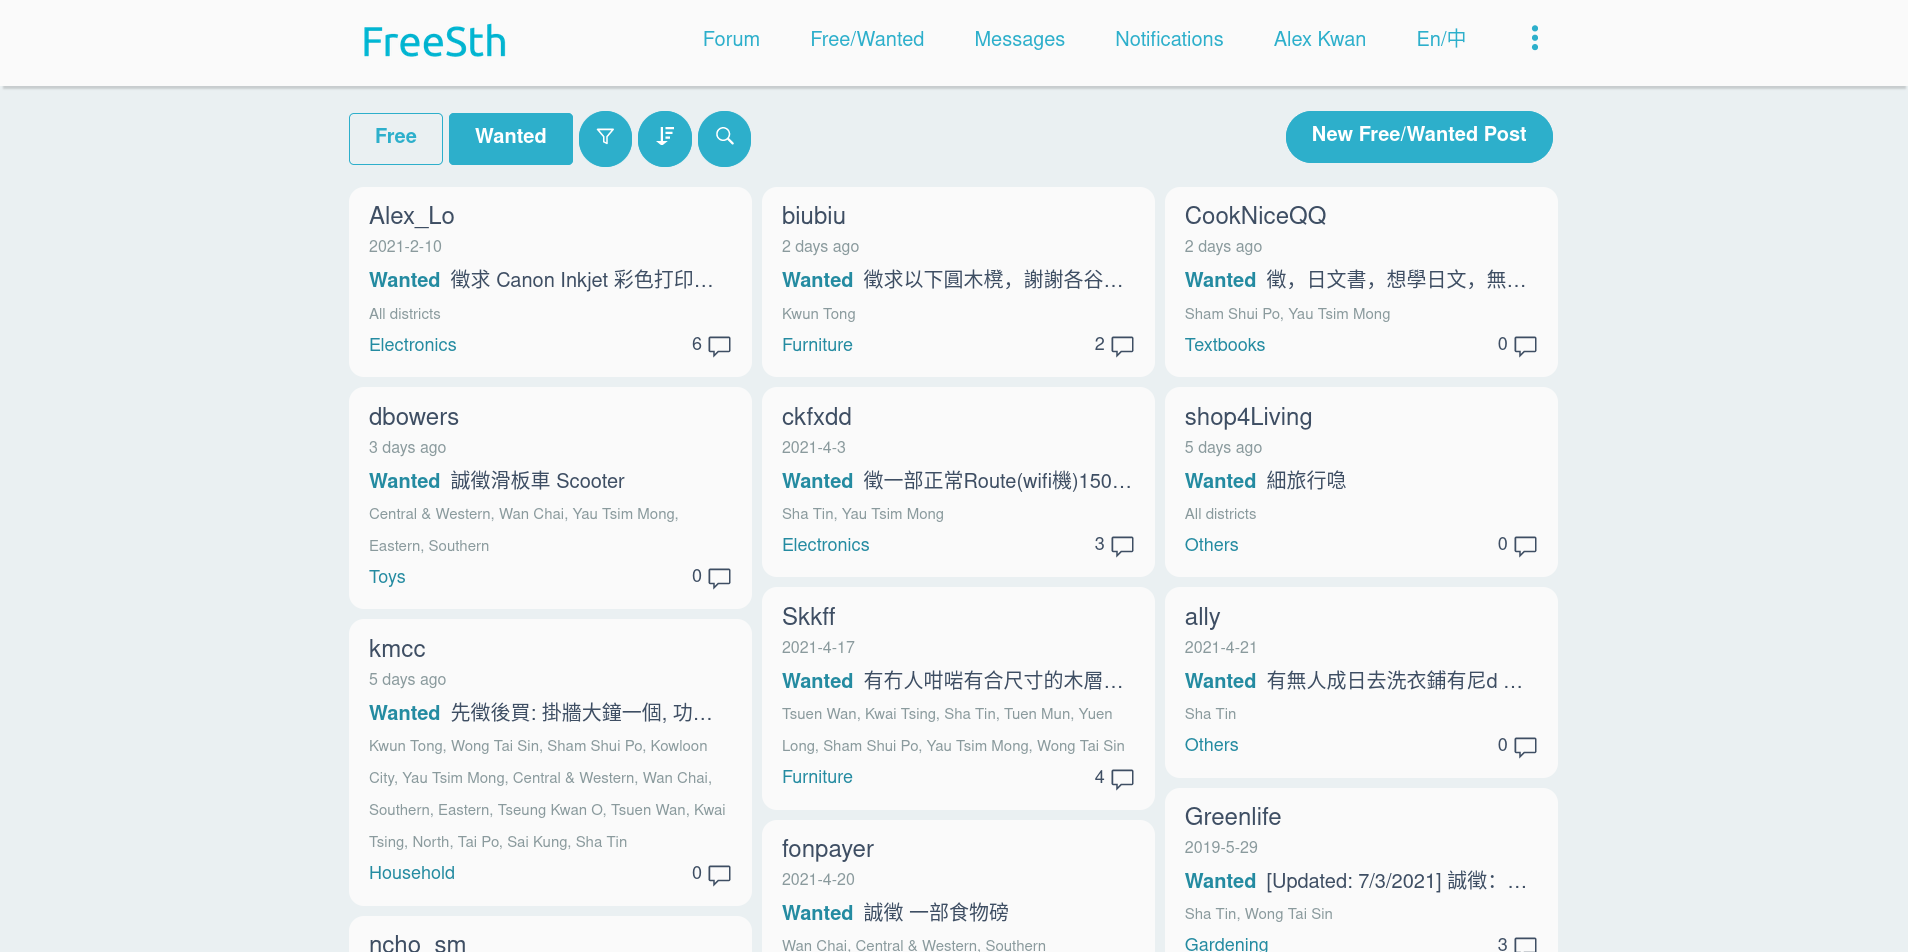 FreeSth
Forum
Free/Wanted
Messages
Notifications
Alex Kwan
En/中
Free
Wanted
New Free/Wanted Post
Alex_Lo
2021-2-10
Wanted 徵求 Canon Inkjet 彩色打印…
All districts
Electronics
6
biubiu
2 days ago
Wanted 徵求以下圓木櫈，謝謝各谷…
Kwun Tong
Furniture
2
CookNiceQQ
2 days ago
Wanted 徵，日文書，想學日文，無…
Sham Shui Po, Yau Tsim Mong
Textbooks
0
dbowers
3 days ago
Wanted 誠徵滑板車 Scooter
Central & Western, Wan Chai, Yau Tsim Mong,
Eastern, Southern
Toys
0
ckfxdd
2021-4-3
Wanted 徵一部正常Route(wifi機)150…
Sha Tin, Yau Tsim Mong
Electronics
3
shop4Living
5 days ago
Wanted 細旅行喼
All districts
Others
0
kmcc
5 days ago
Wanted 先徵後買: 掛牆大鐘一個, 功…
Kwun Tong, Wong Tai Sin, Sham Shui Po, Kowloon
City, Yau Tsim Mong, Central & Western, Wan Chai,
Southern, Eastern, Tseung Kwan O, Tsuen Wan, Kwai
Tsing, North, Tai Po, Sai Kung, Sha Tin
Household
0
Skkff
2021-4-17
Wanted 有冇人咁啱有合尺寸的木層…
Tsuen Wan, Kwai Tsing, Sha Tin, Tuen Mun, Yuen
Long, Sham Shui Po, Yau Tsim Mong, Wong Tai Sin
Furniture
4
ally
2021-4-21
Wanted 有無人成日去洗衣鋪有尼d …
Sha Tin
Others
0
fonpayer
2021-4-20
Wanted 誠徵 一部食物磅
Wan Chai, Central & Western, Southern
Greenlife
2019-5-29
Wanted [Updated: 7/3/2021] 誠徵：…
Sha Tin, Wong Tai Sin
Gardening
3
ncho_sm